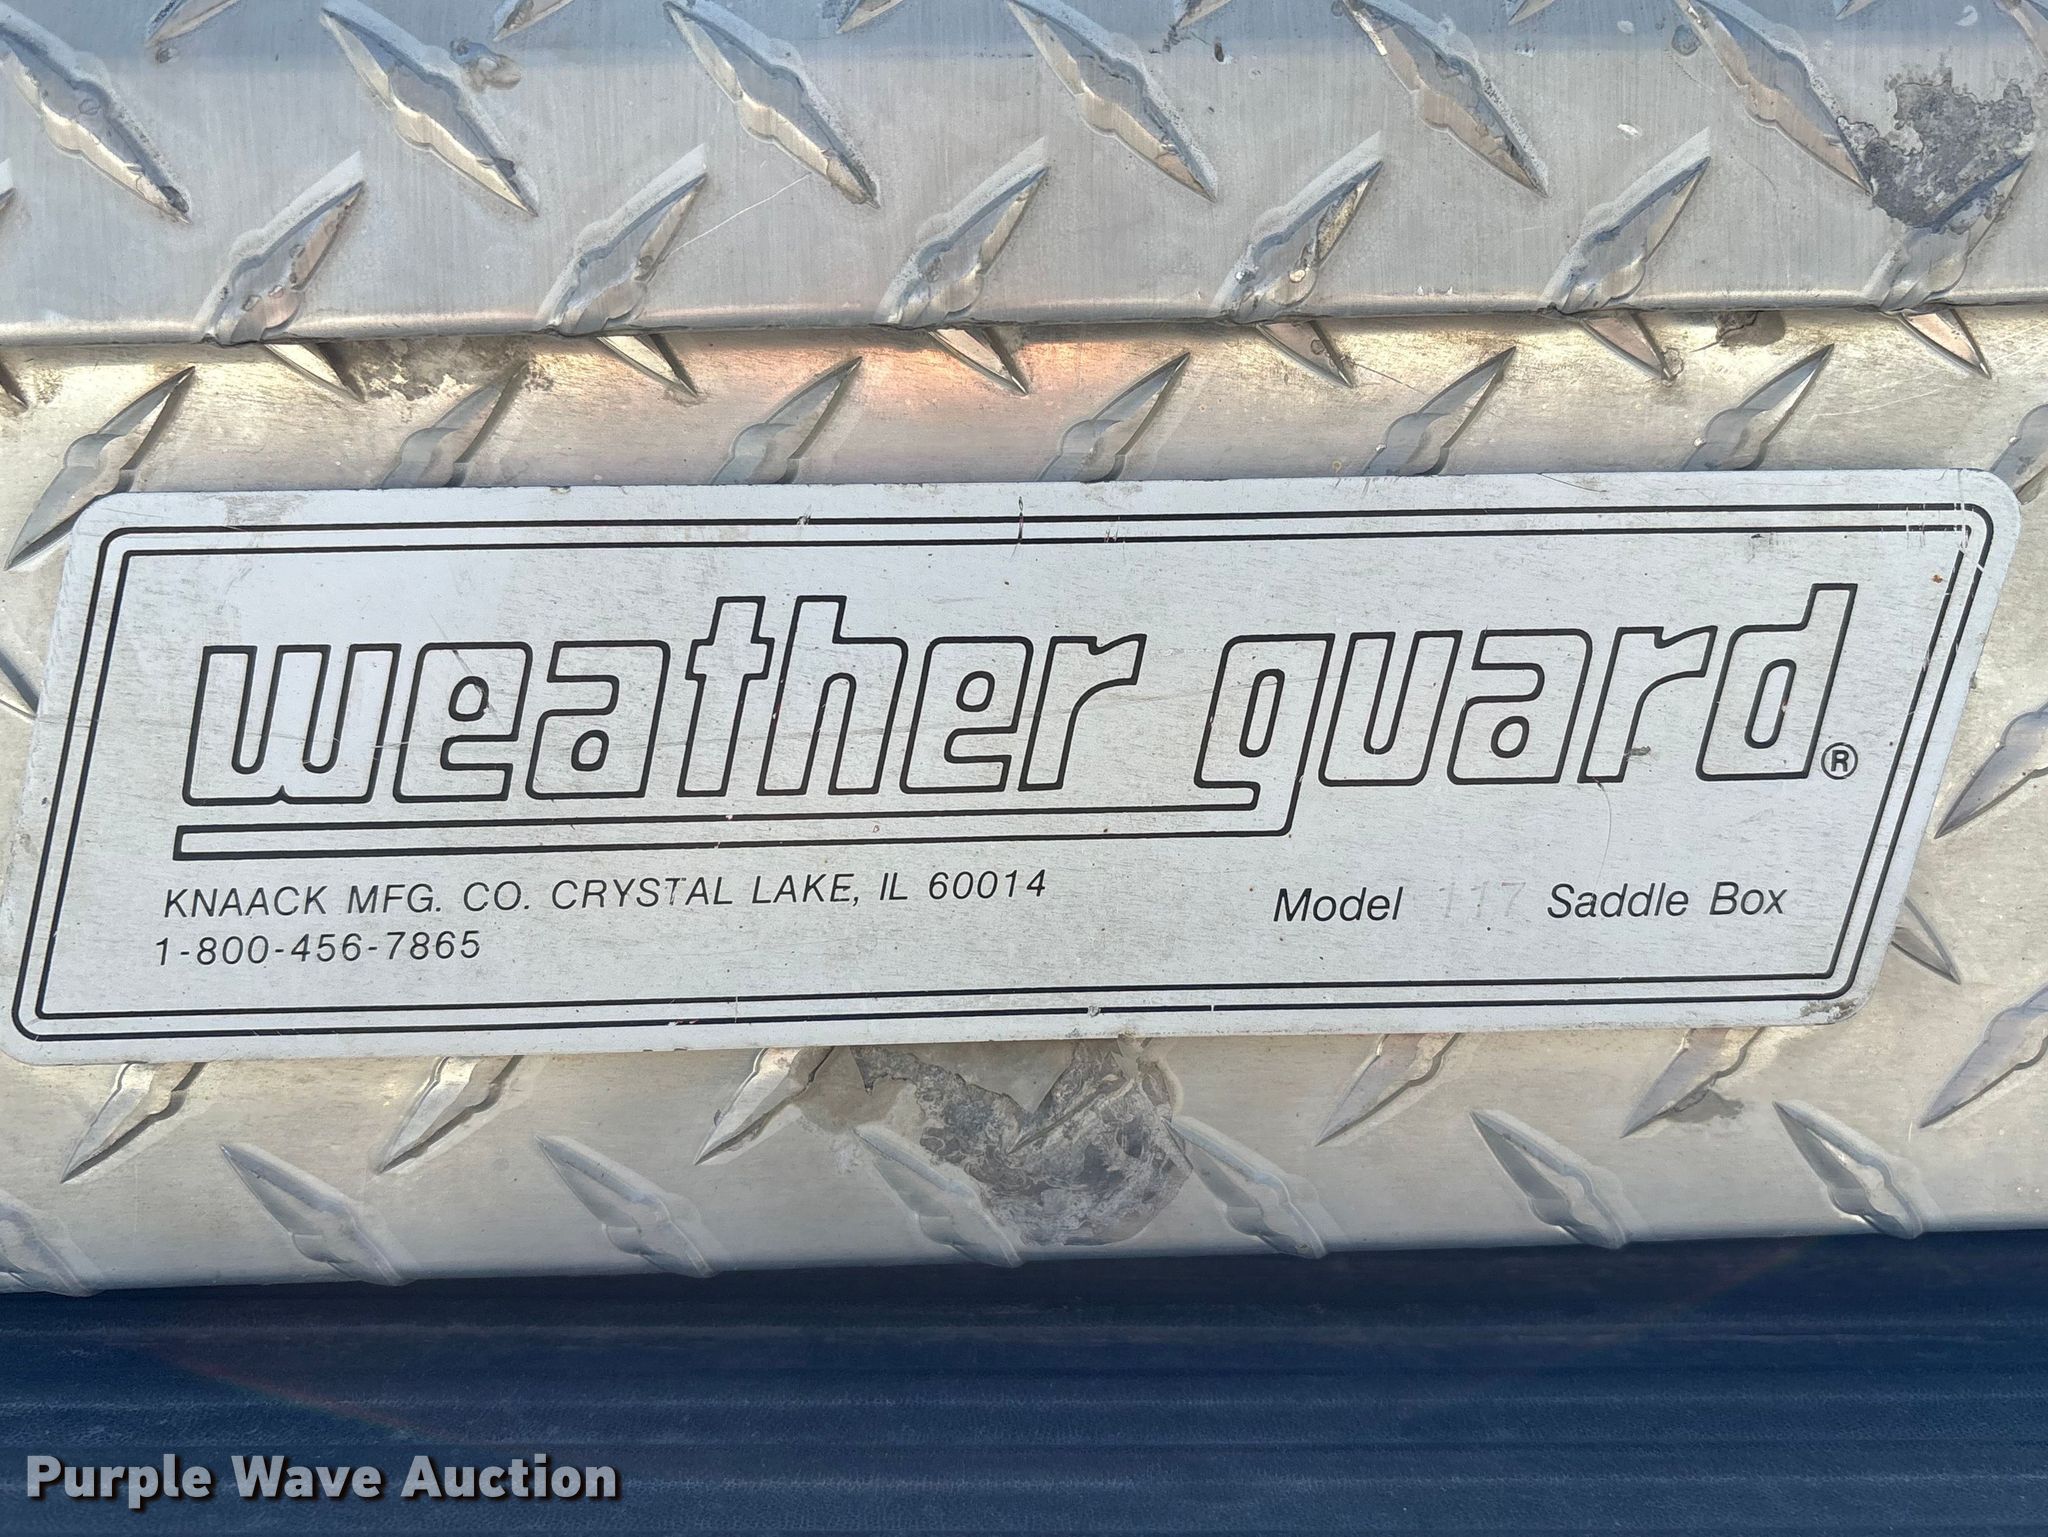 weather guard®
KNAACK MFG. CO. CRYSTAL LAKE, IL 60014
1-800-456-7865
Model 117 Saddle Box
Purple Wave Auction